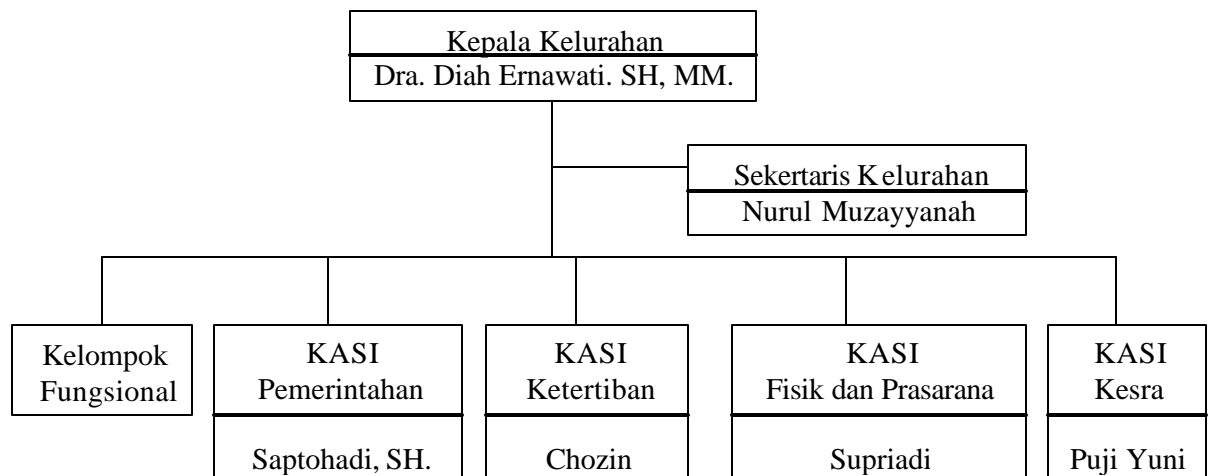 Kepala Kelurahan
Dra. Diah Ernawati. SH, MM.
Sekertaris Kelurahan
Nurul Muzayyanah
Kelompok
Fungsional
KASI
Pemerintahan
Saptohadi, SH.
KASI
Ketertiban
Chozin
KASI
Fisik dan Prasarana
Supriadi
KASI
Kesra
Puji Yuni